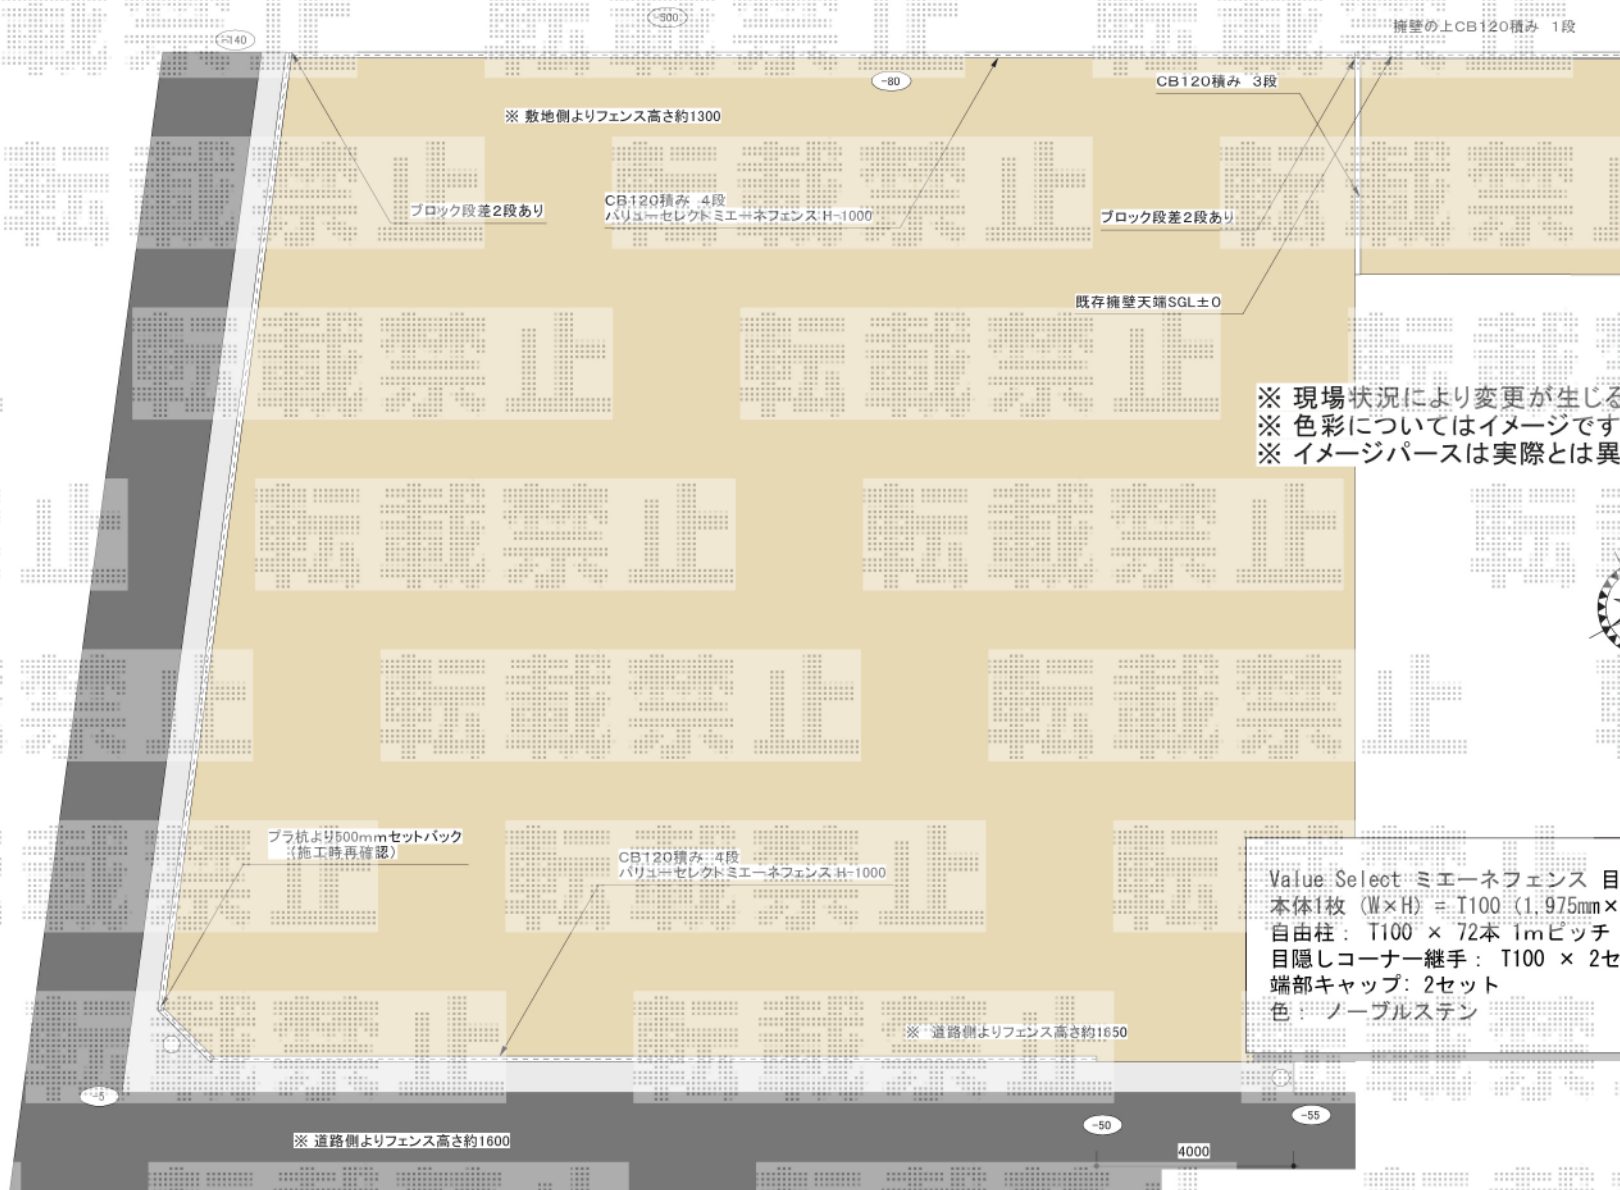 -500
擁壁の上CB120積み 1段
-140
-80
CB120積み 3段
※ 敷地側よりフェンス高さ約1300
ブロック段差2段あり
CB120積み 4段
バリューセレクトミエーネフェンス H-1000
ブロック段差2段あり
既存擁壁天端SGL±0
※ 現場状況により変更が生じる
※ 色彩についてはイメージです
※ イメージパースは実際とは異
プラ杭より500mmセットバック
(施工時再確認)
CB120積み 4段
バリューセレクトミエーネフェンス H-1000
Value Select ミエーネフェンス 目
本体1枚 (W×H) = T100 (1,975mm×
自由柱: T100 × 72本 1mピッチ
目隠しコーナー継手: T100 × 2セ
端部キャップ: 2セット
色: ノーブルステン
※ 道路側よりフェンス高さ約1650
-5
-50
-55
※ 道路側よりフェンス高さ約1600
4000
転載禁止